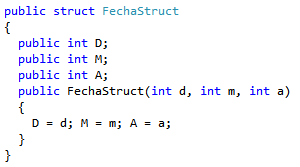 public struct FechaStruct
{
  public int D;
  public int M;
  public int A;
  public FechaStruct(int d, int m, int a)
  {
    D = d; M = m; A = a;
  }
}